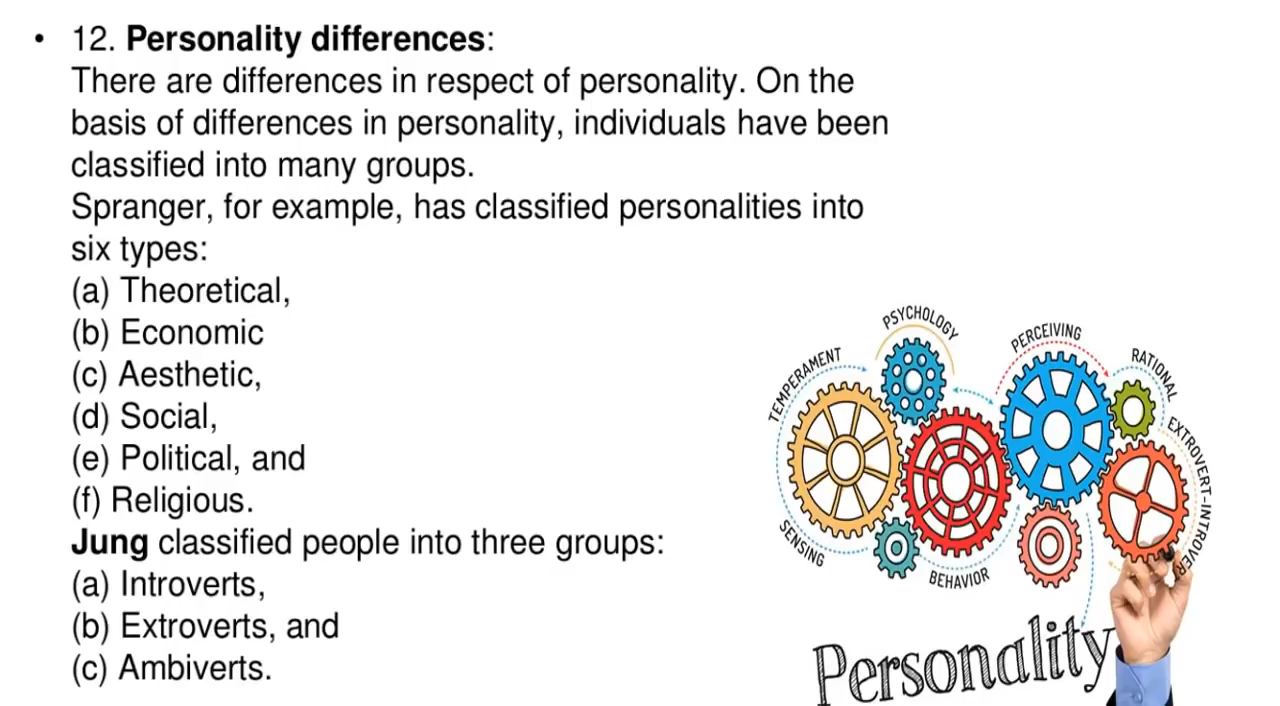 • 12. Personality differences:
There are differences in respect of personality. On the
basis of differences in personality, individuals have been
classified into many groups.
Spranger, for example, has classified personalities into
six types:
(a) Theoretical,
(b) Economic
(c) Aesthetic,
(d) Social,
(e) Political, and
(f) Religious.
Jung classified people into three groups:
(a) Introverts,
(b) Extroverts, and
(c) Ambiverts.
PSYCHOLOGY
PERCEIVING
TEMPERAMENT
RATIONAL
EXTROVERT-INTROVER
SENSING
BEHAVIOR
Personality